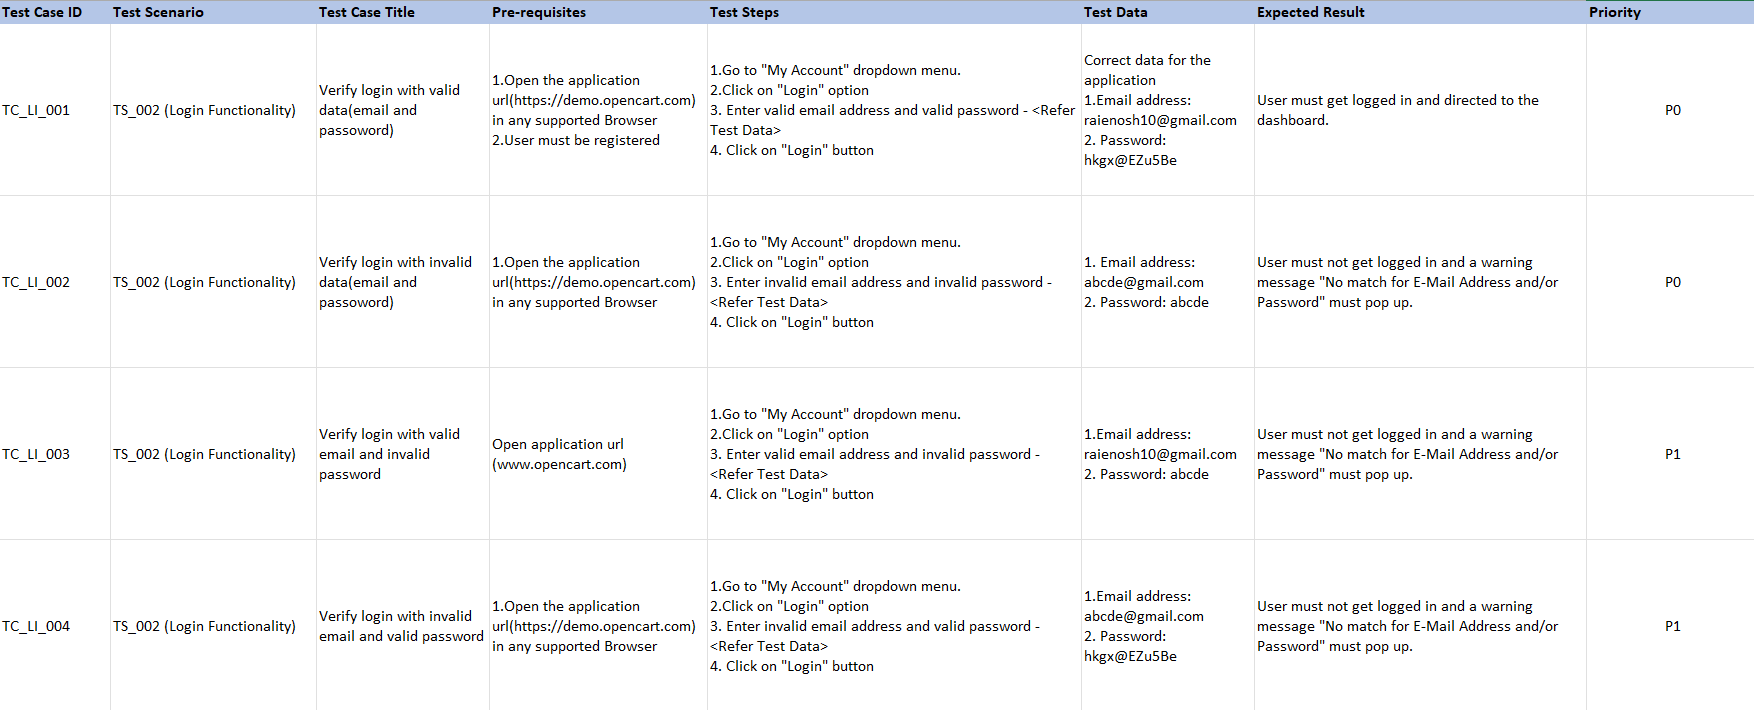 Test Case ID
Test Scenario
Test Case Title
Pre-requisites
Test Steps
Test Data
Expected Result
Priority
TC_LI_001
TS_002 (Login Functionality)
Verify login with valid
data(email and
passoword)
1.Open the application
url(https://demo.opencart.com)
in any supported Browser
2.User must be registered
1.Go to "My Account" dropdown menu.
2.Click on "Login" option
3. Enter valid email address and valid password - <Refer
Test Data>
4. Click on "Login" button
Correct data for the
application
1.Email address:
raienosh10@gmail.com
2. Password:
hkgx@EZu5Be
User must get logged in and directed to the
dashboard.
P0
TC_LI_002
TS_002 (Login Functionality)
Verify login with invalid
data(email and
passoword)
1.Open the application
url(https://demo.opencart.com)
in any supported Browser
1.Go to "My Account" dropdown menu.
2.Click on "Login" option
3. Enter invalid email address and invalid password -
<Refer Test Data>
4. Click on "Login" button
1. Email address:
abcde@gmail.com
2. Password: abcde
User must not get logged in and a warning
message "No match for E-Mail Address and/or
Password" must pop up.
P0
TC_LI_003
TS_002 (Login Functionality)
Verify login with valid
email and invalid
password
Open application url
(www.opencart.com)
1.Go to "My Account" dropdown menu.
2.Click on "Login" option
3. Enter valid email address and invalid password -
<Refer Test Data>
4. Click on "Login" button
1.Email address:
raienosh10@gmail.com
2. Password: abcde
User must not get logged in and a warning
message "No match for E-Mail Address and/or
Password" must pop up.
P1
TC_LI_004
TS_002 (Login Functionality)
Verify login with invalid
email and valid password
1.Open the application
url(https://demo.opencart.com)
in any supported Browser
1.Go to "My Account" dropdown menu.
2.Click on "Login" option
3. Enter invalid email address and valid password -
<Refer Test Data>
4. Click on "Login" button
1.Email address:
abcde@gmail.com
2. Password:
hkgx@EZu5Be
User must not get logged in and a warning
message "No match for E-Mail Address and/or
Password" must pop up.
P1